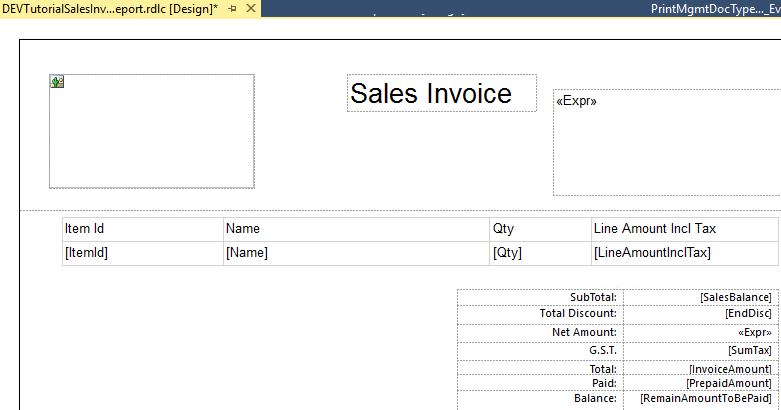 DEVTutorialSalesInv...eport.rdlc [Design]*
PrintMgmtDocType..._Ev
Sales Invoice
«Expr»
Item Id Name Qty Line Amount Incl Tax
[ItemId] [Name] [Qty] [LineAmountInclTax]
SubTotal: [SalesBalance]
Total Discount: [EndDisc]
Net Amount: «Expr»
G.S.T. [SumTax]
Total: [InvoiceAmount]
Paid: [PrepaidAmount]
Balance: [RemainAmountToBePaid]